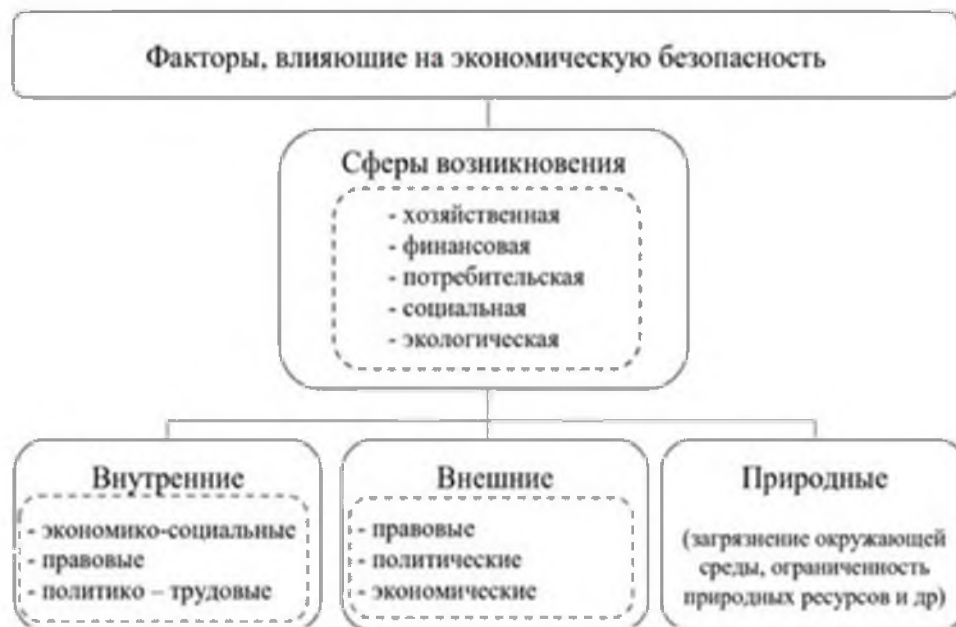 Факторы, влияющие на экономическую безопасность
Сферы возникновения
- хозяйственная
- финансовая
- потребительская
- социальная
- экологическая
Внутренние
- экономико-социальные
- правовые
- политико – трудовые
Внешние
- правовые
- политические
- экономические
Природные
(загрязнение окружающей
среды, ограниченность
природных ресурсов и др)